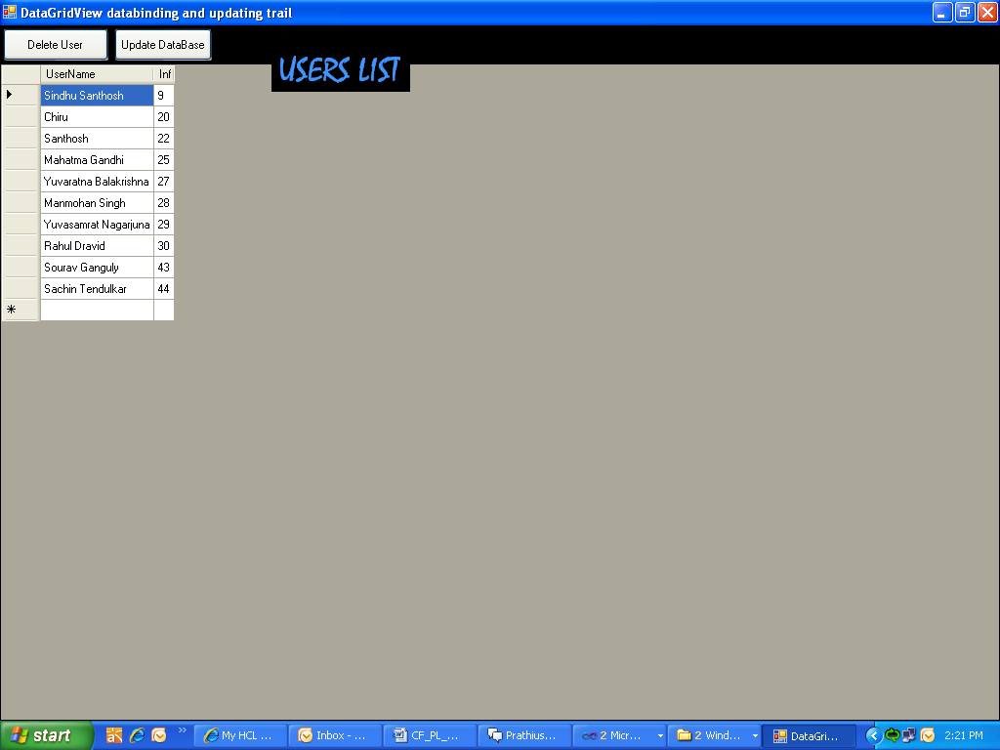 DataGridView databinding and updating trail
Delete User Update DataBase
USERS LIST
UserName Inf
Sindhu Santhosh 9
Chiru 20
Santhosh 22
Mahatma Gandhi 25
Yuvaratna Balakrishna 27
Manmohan Singh 28
Yuvasamrat Nagarjuna 29
Rahul Dravid 30
Sourav Ganguly 43
Sachin Tendulkar 44
start My HCL ... Inbox - ... CF_PL_... Prathius... 2 Micr... 2 Wind... DataGri... 2:21 PM